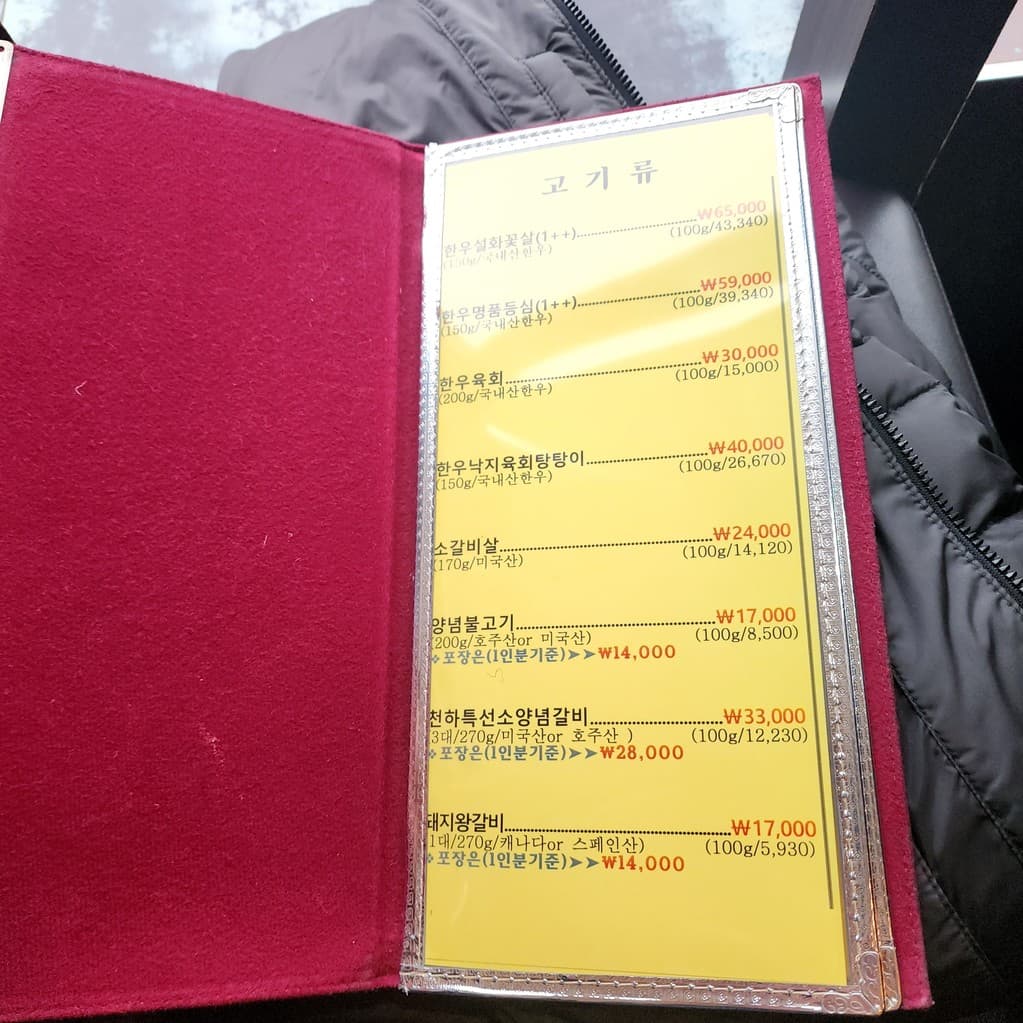 고기류
한우설화꽃살(1++)........................₩65,000
(150g/국내산한우) (100g/43,340)
한우명품등심(1++)........................₩59,000
(150g/국내산한우) (100g/39,340)
한우육회........................₩30,000
(200g/국내산한우) (100g/15,000)
한우낙지육회탕탕이........................₩40,000
(150g/국내산한우) (100g/26,670)
소갈비살........................₩24,000
(170g/미국산) (100g/14,120)
양념불고기........................₩17,000
(200g/호주산or 미국산) (100g/8,500)
❖포장은(1인분기준)➤➤₩14,000
천하특선소양념갈비........................₩33,000
(3대/270g/미국산or 호주산 ) (100g/12,230)
❖포장은(1인분기준)➤➤₩28,000
돼지왕갈비........................₩17,000
(1대/270g/캐나다or 스페인산) (100g/5,930)
❖포장은(1인분기준)➤➤₩14,000